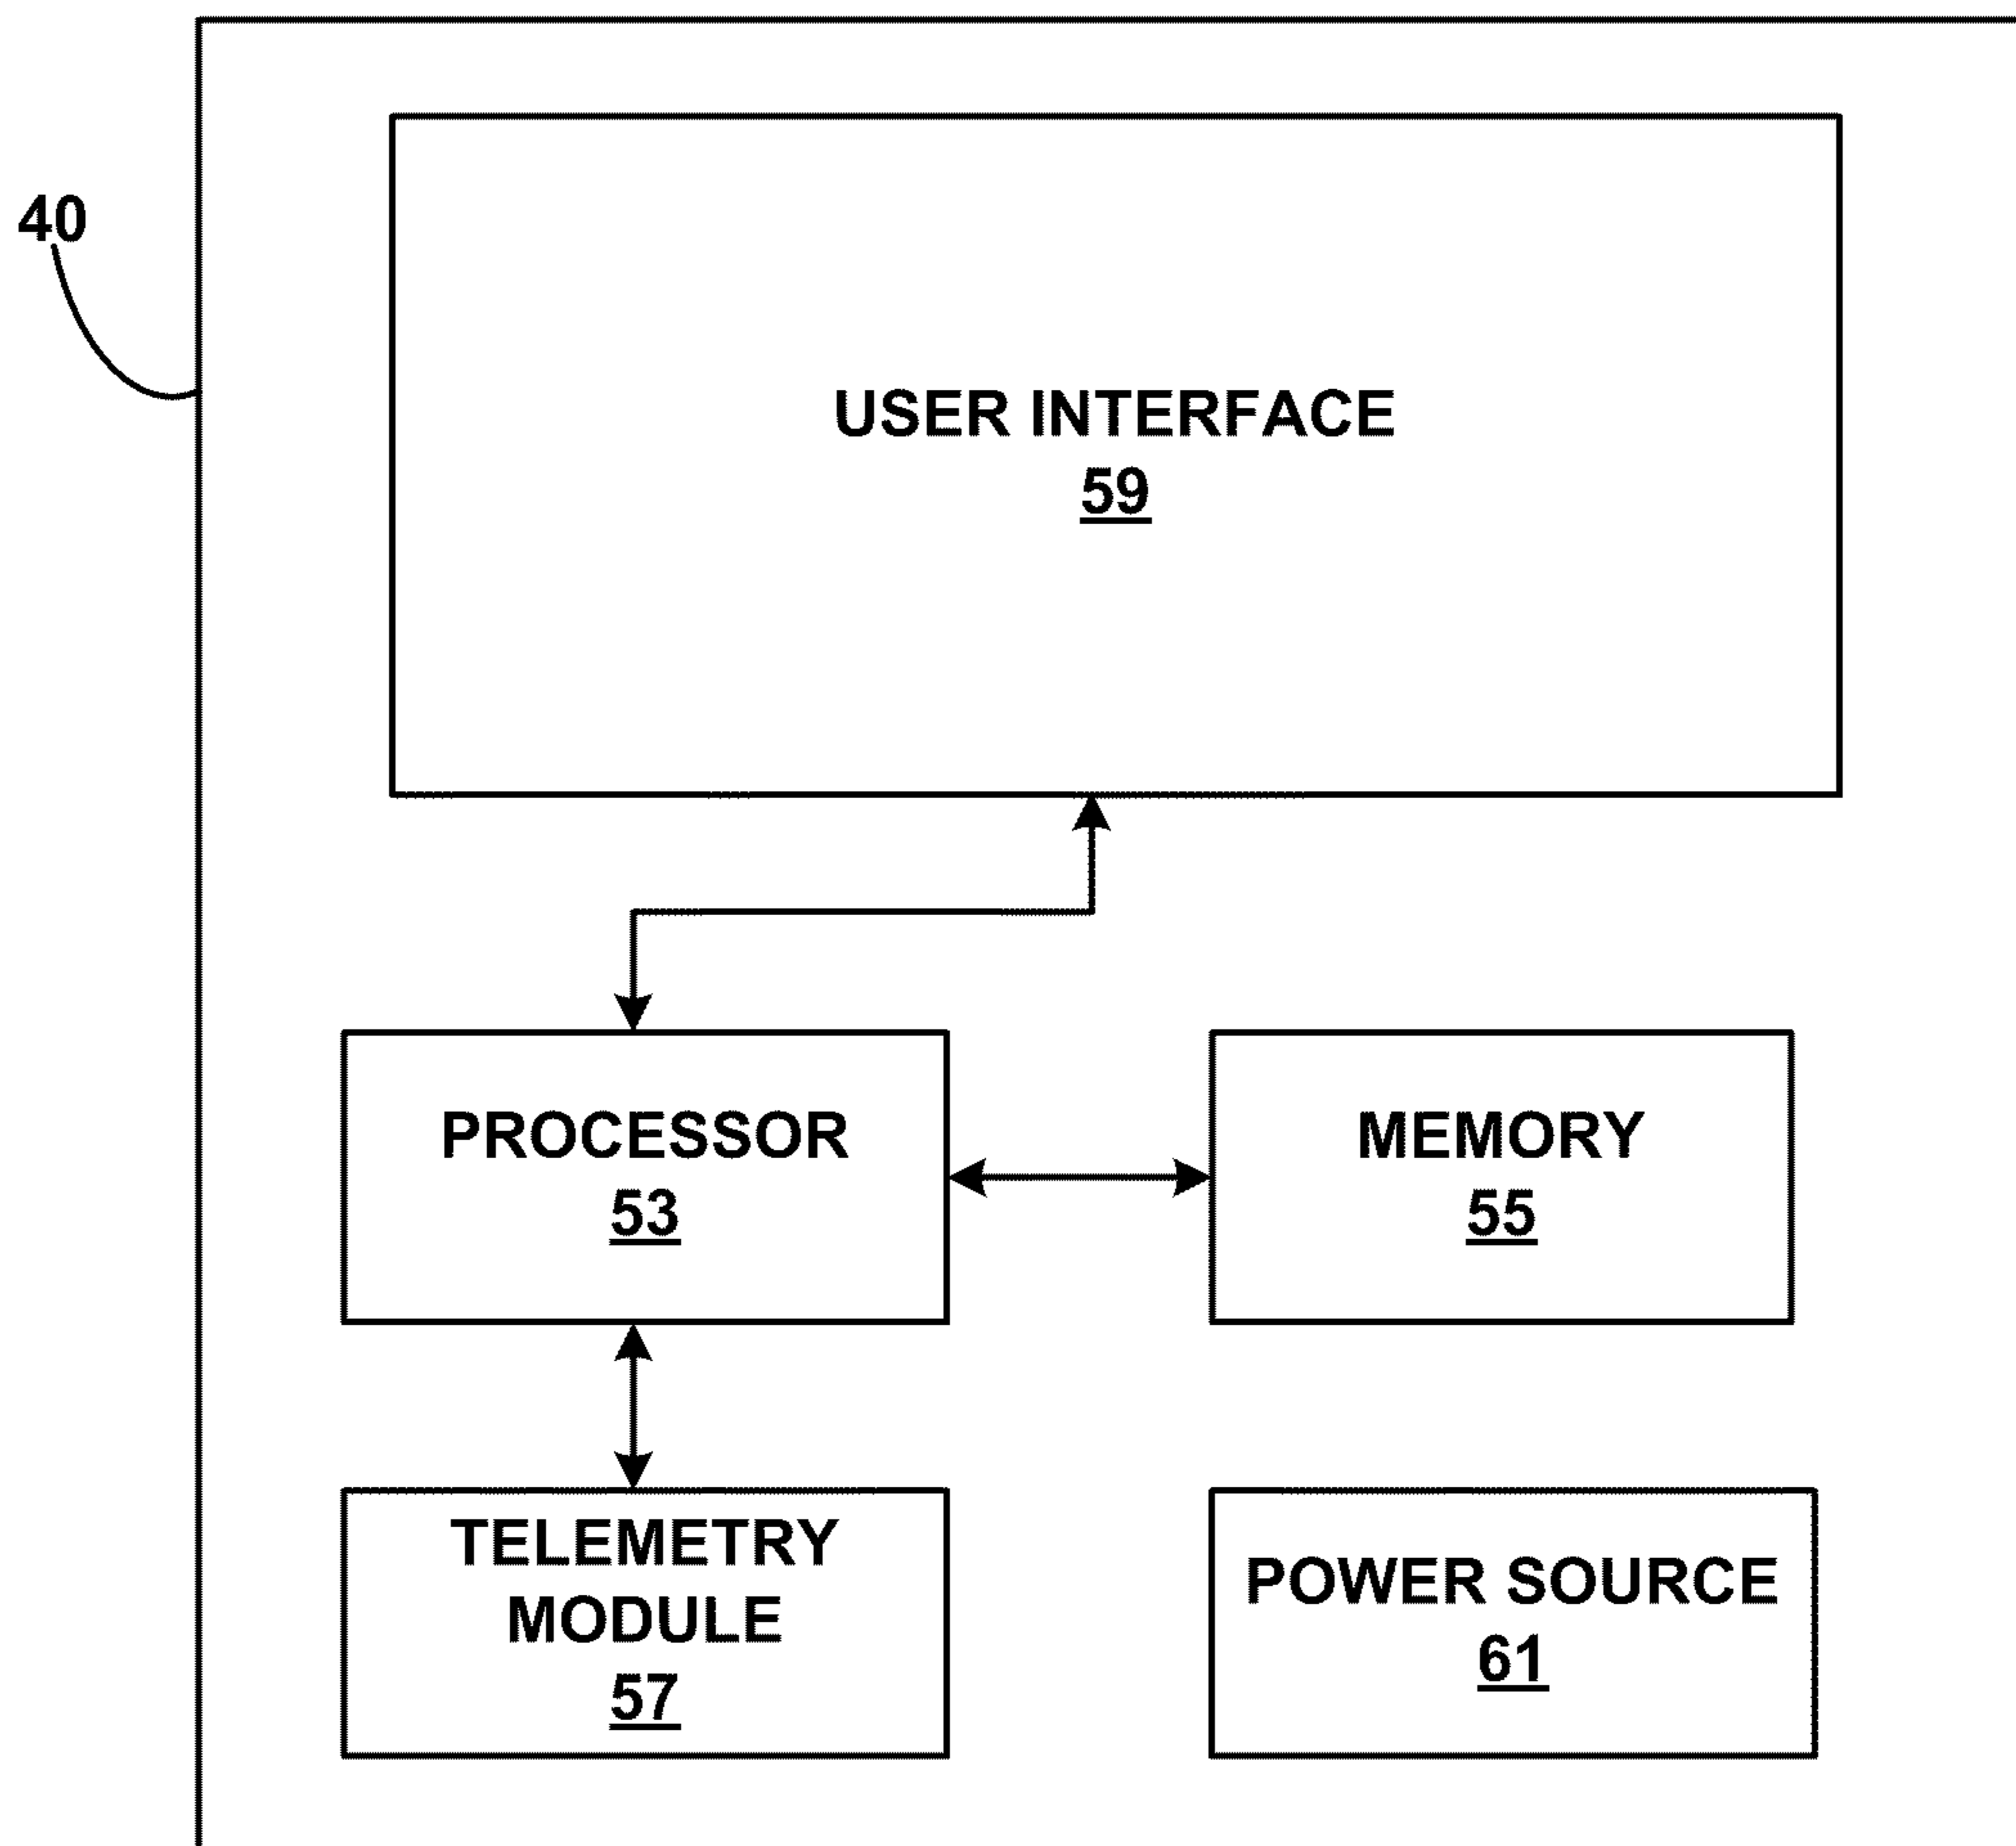 40
USER INTERFACE
59
PROCESSOR
53
MEMORY
55
TELEMETRY
MODULE
57
POWER SOURCE
61